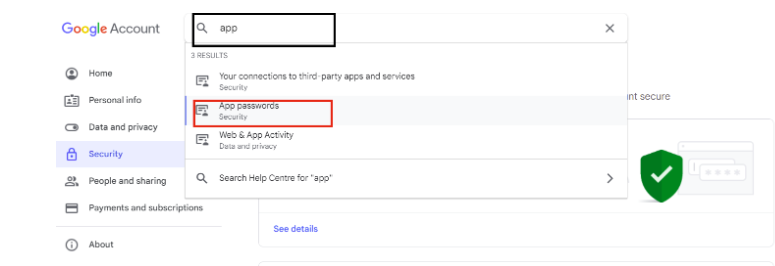 Google Account
app
3 RESULTS
Your connections to third-party apps and services
Security
App passwords
Security
Web & App Activity
Data and privacy
Search Help Centre for "app"
Home
Personal info
Data and privacy
Security
People and sharing
Payments and subscriptions
About
nt secure
See details